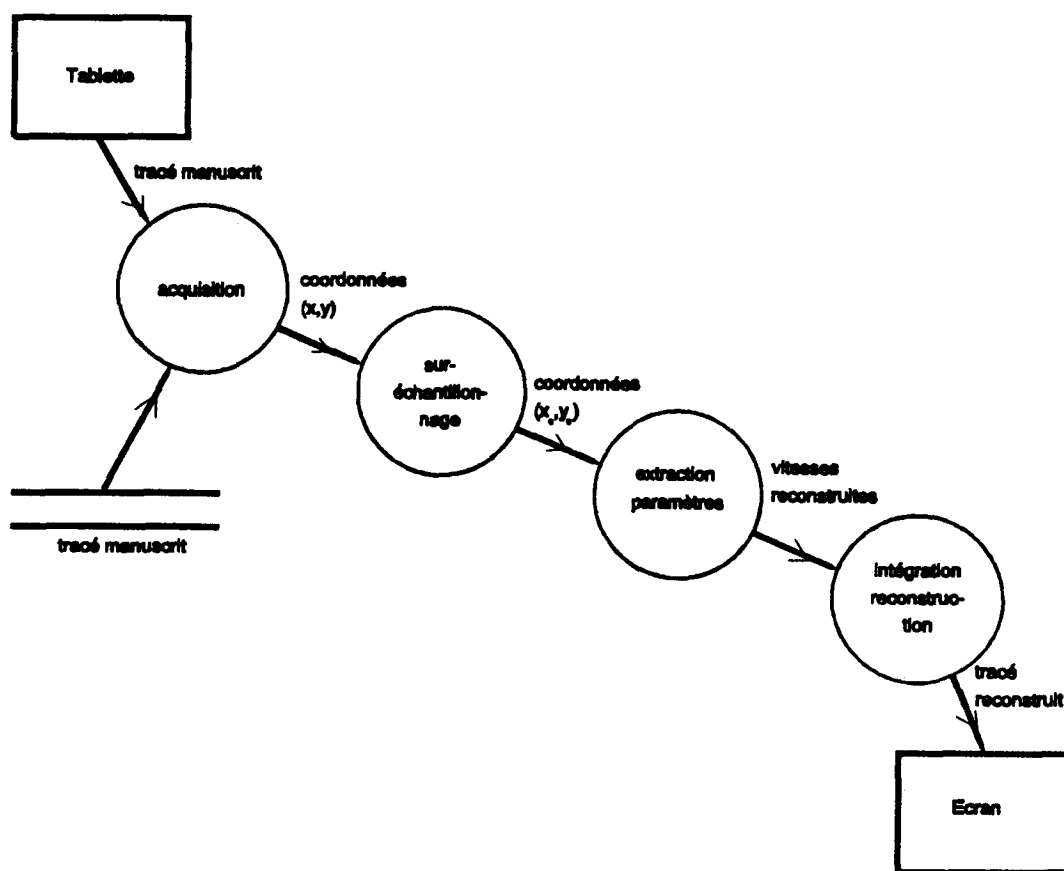 Tablette
tracé manuscrit
acquisition
coordonnées
(x,y)
sur-
échantillon-
nage
coordonnées
(xₑ,yₑ)
extraction
paramètres
vitesses
reconstruites
tracé manuscrit
intégration
reconstruc-
tion
tracé
reconstruit
Ecran